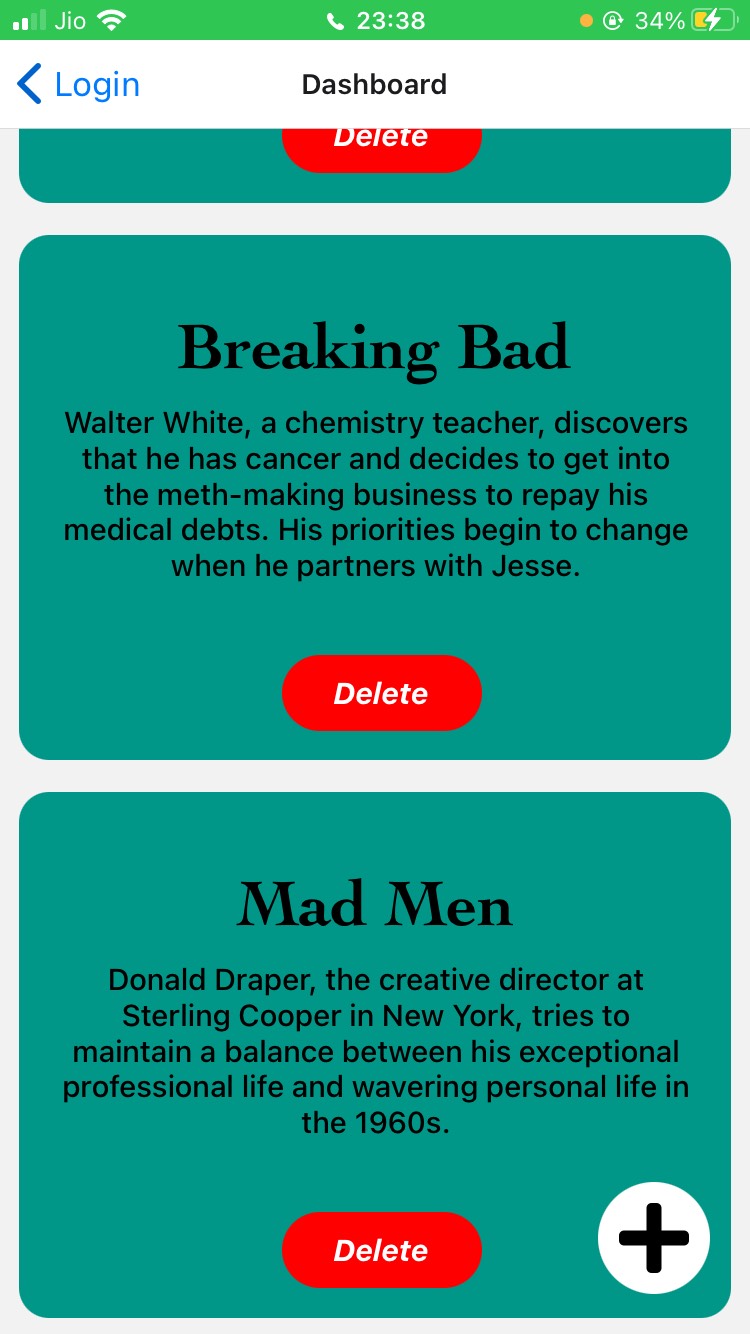 Jio 23:38 34%
Login Dashboard
Delete
Breaking Bad
Walter White, a chemistry teacher, discovers
that he has cancer and decides to get into
the meth-making business to repay his
medical debts. His priorities begin to change
when he partners with Jesse.
Delete
Mad Men
Donald Draper, the creative director at
Sterling Cooper in New York, tries to
maintain a balance between his exceptional
professional life and wavering personal life in
the 1960s.
Delete